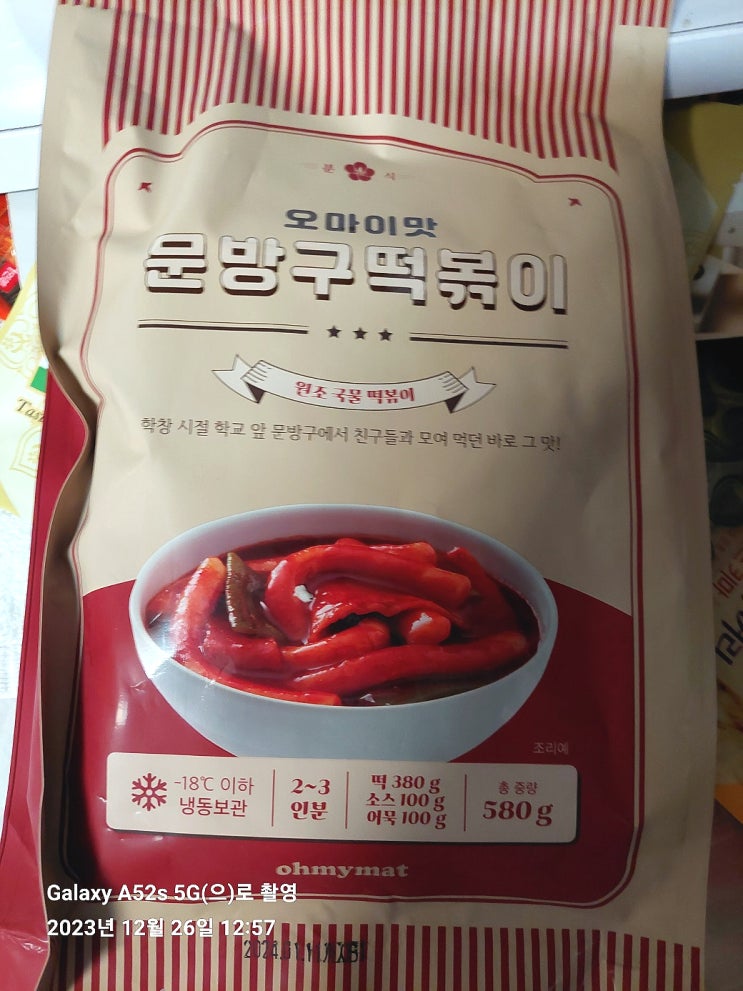 분 식
오마이맛
문방구떡볶이
원조 국물 떡볶이
학창 시절 학교 앞 문방구에서 친구들과 모여 먹던 바로 그 맛!
조리예
-18℃ 이하
냉동보관
2~3
인분
떡 380 g
소스 100 g
어묵 100 g
총 중량
580 g
ohmymat
Galaxy A52s 5G(으)로 촬영
2023년 12월 26일 12:57